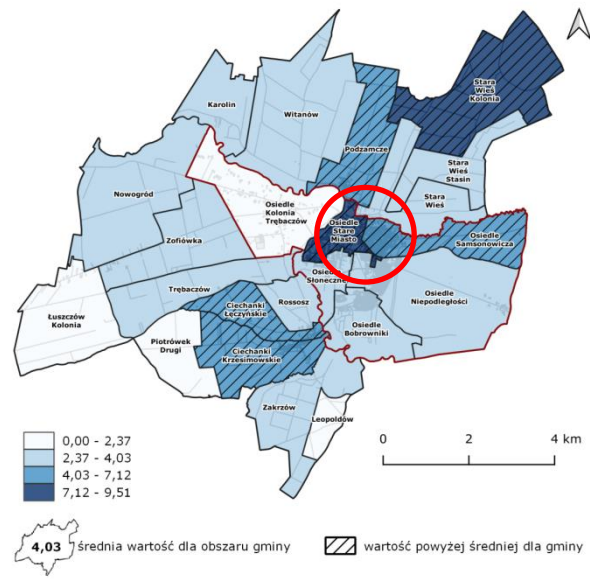 Karolin
Witanów
Stara
Wieś
Kolonia
Podzamcze
Stara
Wieś
Stasin
Nowogród
Osiedle
Kolonia
Trębaczów
Stara
Wieś
Osiedle
Stare
Miasto
Osiedle
Samsonowicza
Zofiówka
Osiedle
Słoneczne
Trębaczów
Osiedle
Niepodległości
Łuszczów
Kolonia
Ciechanki
Łęczyńskie
Rossosz
Piotrówek
Drugi
Osiedle
Bobrowniki
Ciechanki
Krzesimowskie
Zakrzów
Leopoldów
0,00 - 2,37
2,37 - 4,03
4,03 - 7,12
7,12 - 9,51
0 2 4 km
4,03 średnia wartość dla obszaru gminy
wartość powyżej średniej dla gminy